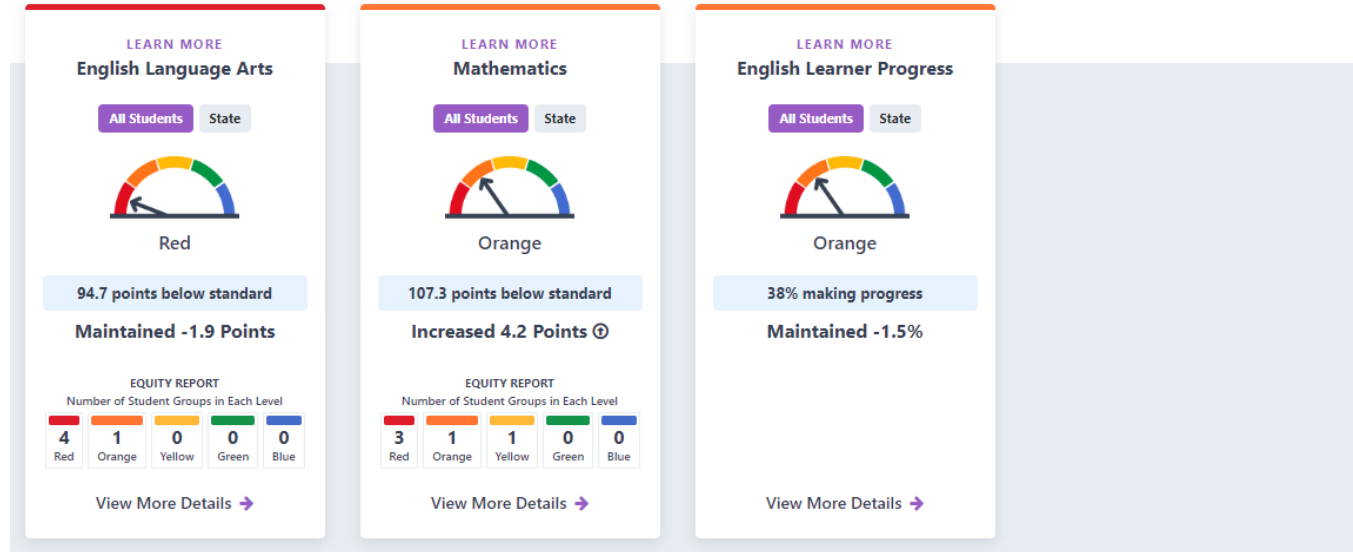 LEARN MORE
English Language Arts
All Students State
Red
94.7 points below standard
Maintained -1.9 Points
EQUITY REPORT
Number of Student Groups in Each Level
4 1 0 0 0
Red Orange Yellow Green Blue
View More Details
LEARN MORE
Mathematics
All Students State
Orange
107.3 points below standard
Increased 4.2 Points
EQUITY REPORT
Number of Student Groups in Each Level
3 1 1 0 0
Red Orange Yellow Green Blue
View More Details
LEARN MORE
English Learner Progress
All Students State
Orange
38% making progress
Maintained -1.5%
View More Details